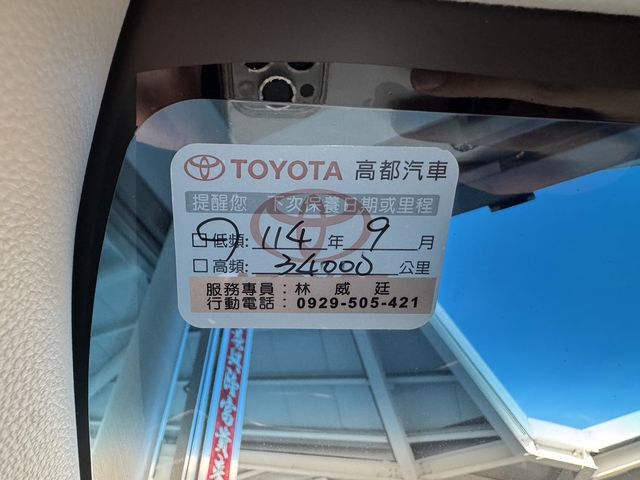 TOYOTA 高都汽車
提醒您 下次保養日期或里程
□低頻: 114 年 9 月
□高頻: 34000 公里
服務專員: 林 威 廷
行動電話: 0929-505-421